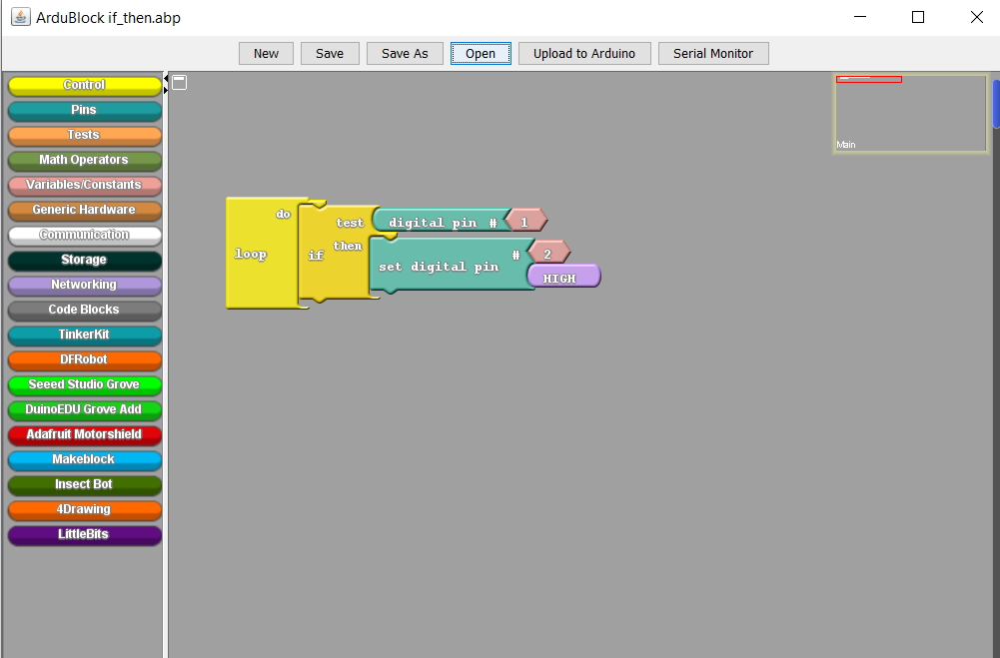 ArduBlock if_then.abp
New Save Save As Open Upload to Arduino Serial Monitor
Control
Pins
Tests
Math Operators
Variables/Constants
Generic Hardware
Communication
Storage
Networking
Code Blocks
TinkerKit
DFRobot
Seeed Studio Grove
DuinoEDU Grove Add
Adafruit Motorshield
Makeblock
Insect Bot
4Drawing
LittleBits
loop
do
if
test
digital pin #
1
then
set digital pin
#
2
HIGH
Main